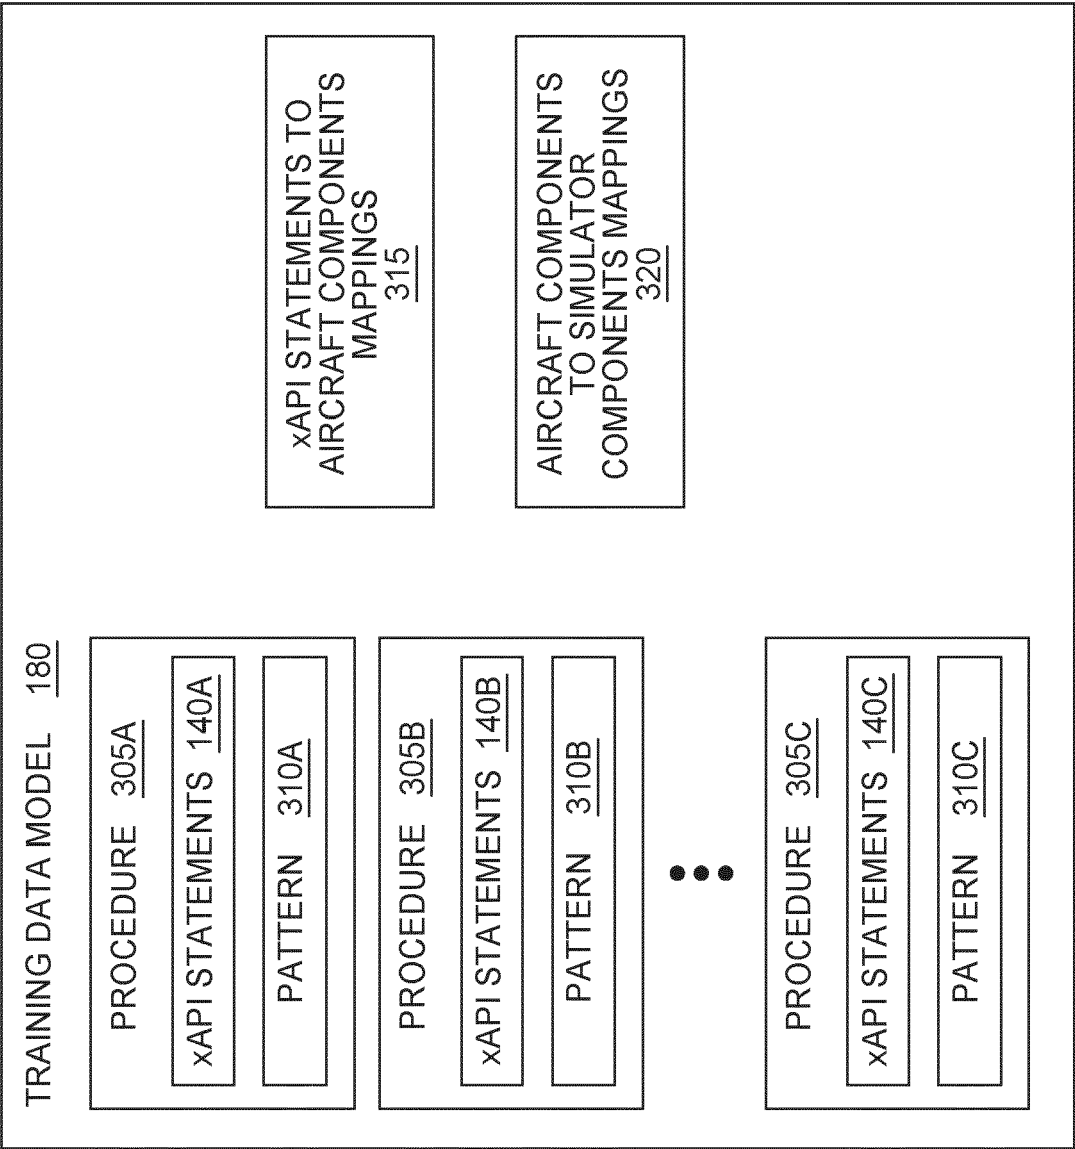 TRAINING DATA MODEL 180
PROCEDURE 305A
xAPI STATEMENTS 140A
PATTERN 310A
PROCEDURE 305B
xAPI STATEMENTS 140B
PATTERN 310B
PROCEDURE 305C
xAPI STATEMENTS 140C
PATTERN 310C
xAPI STATEMENTS TO
AIRCRAFT COMPONENTS
MAPPINGS
315
AIRCRAFT COMPONENTS
TO SIMULATOR
COMPONENTS MAPPINGS
320